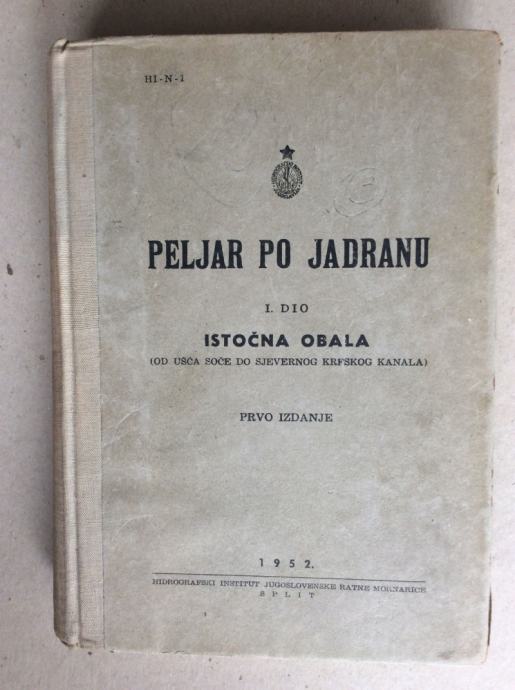 HI-N-1
PELJAR PO JADRANU
I. DIO
ISTOČNA OBALA
(OD UŠĆA SOČE DO SJEVERNOG KRFSKOG KANALA)
PRVO IZDANJE
1952.
HIDROGRAFSKI INSTITUT JUGOSLOVENSKE RATNE MORNARICE
SPLIT